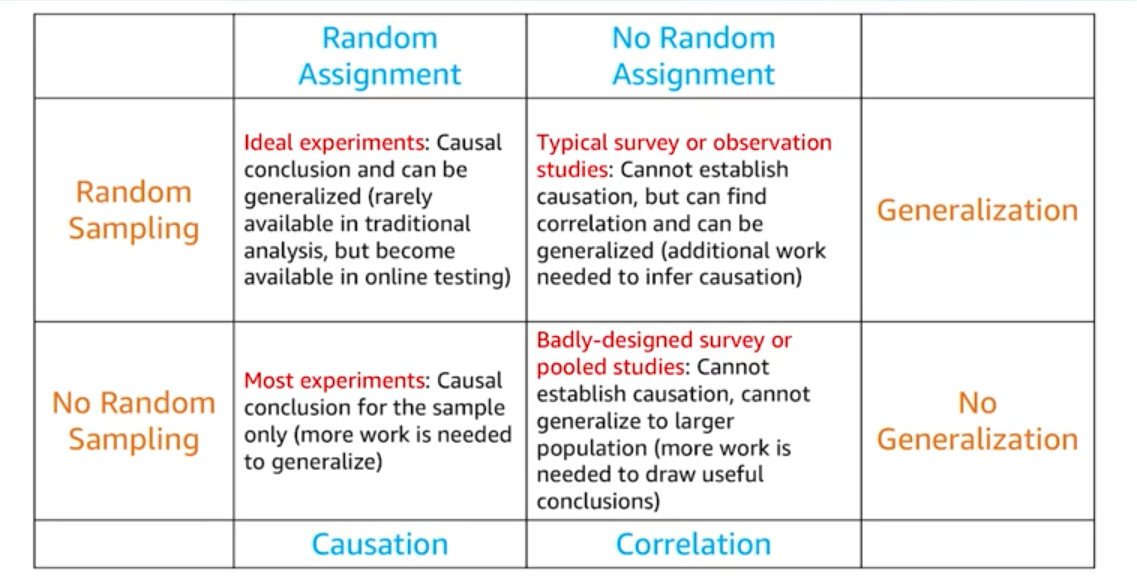 Random
Assignment
No Random
Assignment
Random
Sampling
Ideal experiments: Causal
conclusion and can be
generalized (rarely
available in traditional
analysis, but become
available in online testing)
Typical survey or observation
studies: Cannot establish
causation, but can find
correlation and can be
generalized (additional work
needed to infer causation)
Generalization
No Random
Sampling
Most experiments: Causal
conclusion for the sample
only (more work is needed
to generalize)
Badly-designed survey or
pooled studies: Cannot
establish causation, cannot
generalize to larger
population (more work is
needed to draw useful
conclusions)
No
Generalization
Causation
Correlation